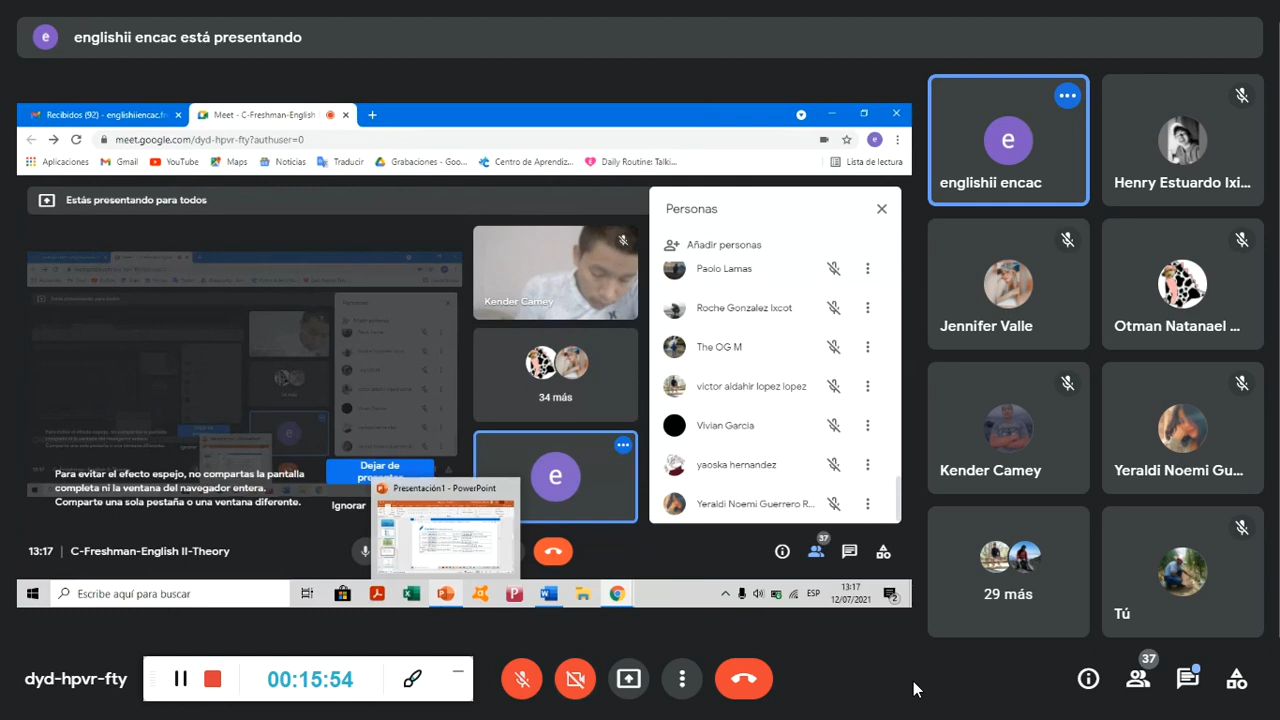 englishii encac está presentando
Recibidos (92) - englishiiencac.fr
Meet - C-Freshman-English
meet.google.com/dyd-hpvr-fty?authuser=0
Aplicaciones
Gmail
YouTube
Maps
Noticias
Traducir
Grabaciones - Goo...
Centro de Aprendiz...
Daily Routine: Talki...
Lista de lectura
Estás presentando para todos
Kender Camey
34 más
e
Personas
Añadir personas
Paolo Lamas
Roche Gonzalez Ixcot
The OG M
victor aldahir lopez lopez
Vivian Garcia
yaoska hernandez
Yeraldi Noemi Guerrero R...
Para evitar el efecto espejo, no compartas la pantalla
completa ni la ventana del navegador entera.
Comparte una sola pestaña o una ventana diferente.
Dejar de
Ignorar
Presentación1 - PowerPoint
13:17 | C-Freshman-English II-Theory
37
Escribe aquí para buscar
ESP
13:17
12/07/2021
2
e
englishii encac
Henry Estuardo Ixi...
Jennifer Valle
Otman Natanael ...
Kender Camey
Yeraldi Noemi Gu...
29 más
Tú
dyd-hpvr-fty
00:15:54
37